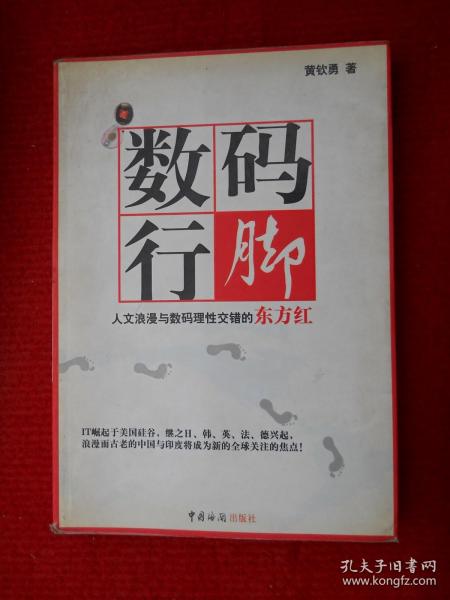 黄钦勇 著
数码
行脚
人文浪漫与数码理性交错的东方红
IT崛起于美国硅谷，继之日、韩、英、法、德兴起，
浪漫而古老的中国与印度将成为新的全球关注的焦点！
中国海关出版社
孔夫子旧书网
www.kongfz.com